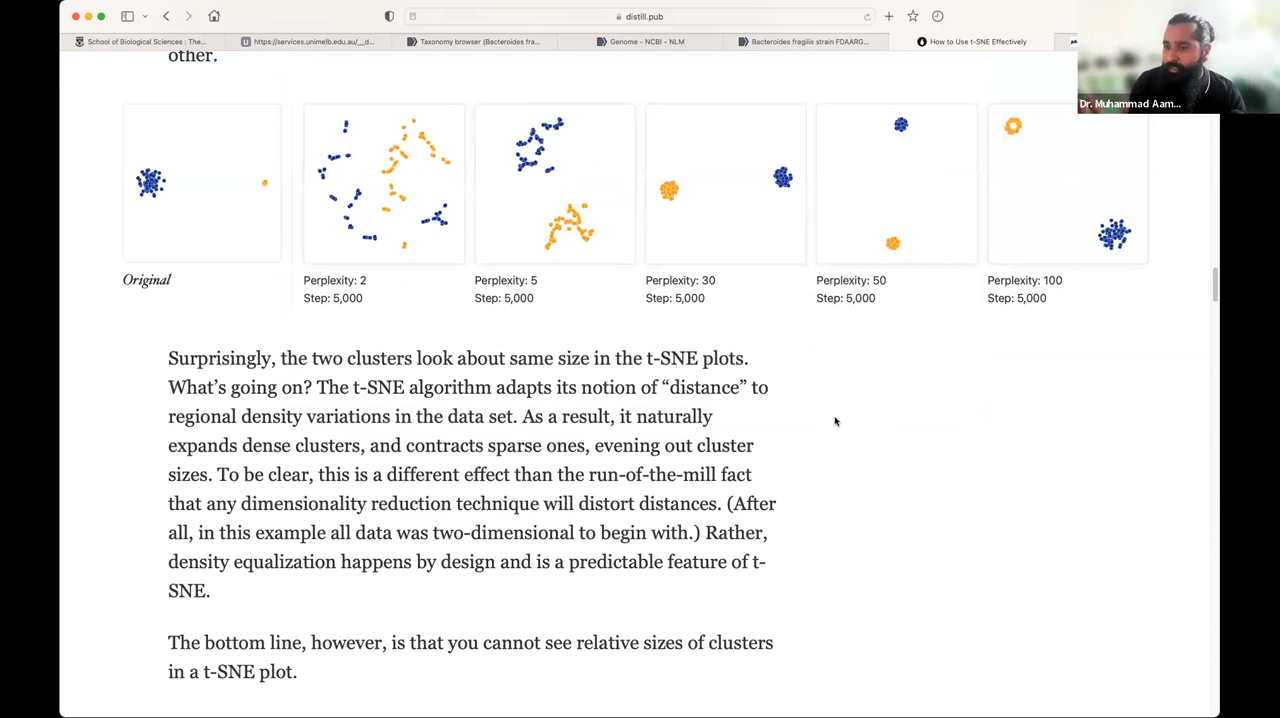 distill.pub
School of Biological Sciences : The...
https://services.unimelb.edu.au/__d...
Taxonomy browser (Bacteroides fra...
Genome - NCBI - NLM
Bacteroides fragilis strain FDAARG...
How to Use t-SNE Effectively
Dr. Muhammad Aam...
other.
Original
Perplexity: 2
Step: 5,000
Perplexity: 5
Step: 5,000
Perplexity: 30
Step: 5,000
Perplexity: 50
Step: 5,000
Perplexity: 100
Step: 5,000
Surprisingly, the two clusters look about same size in the t-SNE plots.
What’s going on? The t-SNE algorithm adapts its notion of “distance” to
regional density variations in the data set. As a result, it naturally
expands dense clusters, and contracts sparse ones, evening out cluster
sizes. To be clear, this is a different effect than the run-of-the-mill fact
that any dimensionality reduction technique will distort distances. (After
all, in this example all data was two-dimensional to begin with.) Rather,
density equalization happens by design and is a predictable feature of t-
SNE.
The bottom line, however, is that you cannot see relative sizes of clusters
in a t-SNE plot.